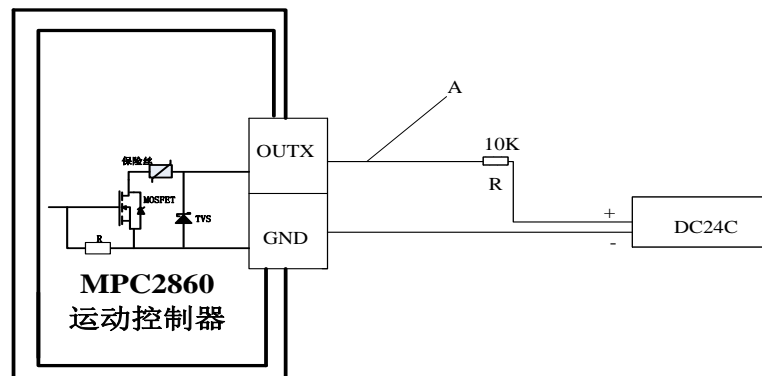 A
10K
保险丝
OUTX
R
MOSFET
+
TVS
DC24C
R
GND
-
MPC2860
运动控制器